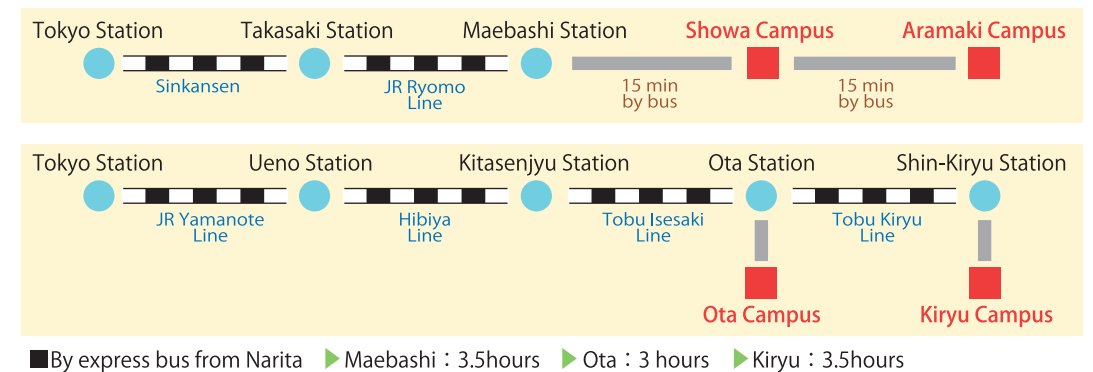 Tokyo Station Takasaki Station Maebashi Station Showa Campus Aramaki Campus
Sinkansen
JR Ryomo
Line
15 min
by bus
15 min
by bus
Tokyo Station Ueno Station Kitasenjyu Station Ota Station Shin-Kiryu Station
JR Yamanote
Line
Hibiya
Line
Tobu Isesaki
Line
Tobu Kiryu
Line
Ota Campus Kiryu Campus
■By express bus from Narita ▶Maebashi：3.5hours ▶Ota：3 hours ▶Kiryu：3.5hours